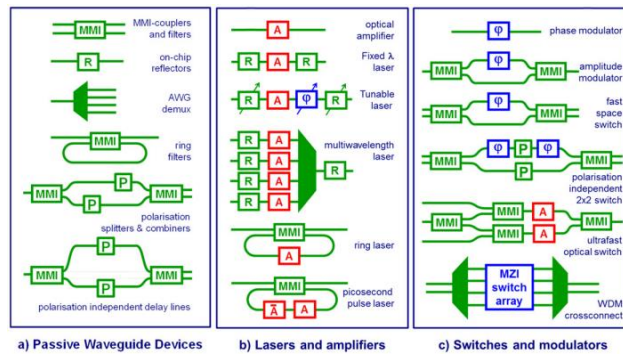 MMI
MMI-couplers
and filters
R
on-chip
reflectors
AWG
demux
MMI
ring
filters
MMI
P
P
MMI
polarisation
splitters & combiners
P
MMI
P
MMI
polarisation independent delay lines
a) Passive Waveguide Devices
A
optical
amplifier
R
A
R
Fixed λ
laser
R
A
φ
R
Tunable
laser
multiwavelength
laser
R
A
R
A
R
A
R
A
R
MMI
A
ring laser
MMI
Ā
A
picosecond
pulse laser
b) Lasers and amplifiers
φ
phase modulator
φ
MMI
MMI
amplitude
modulator
φ
MMI
fast
space
switch
φ
P
φ
MMI
P
MMI
polarisation
independent
2x2 switch
MMI
A
MMI
MMI
MMI
A
ultrafast
optical switch
MZI
switch
array
WDM
crossconnect
c) Switches and modulators